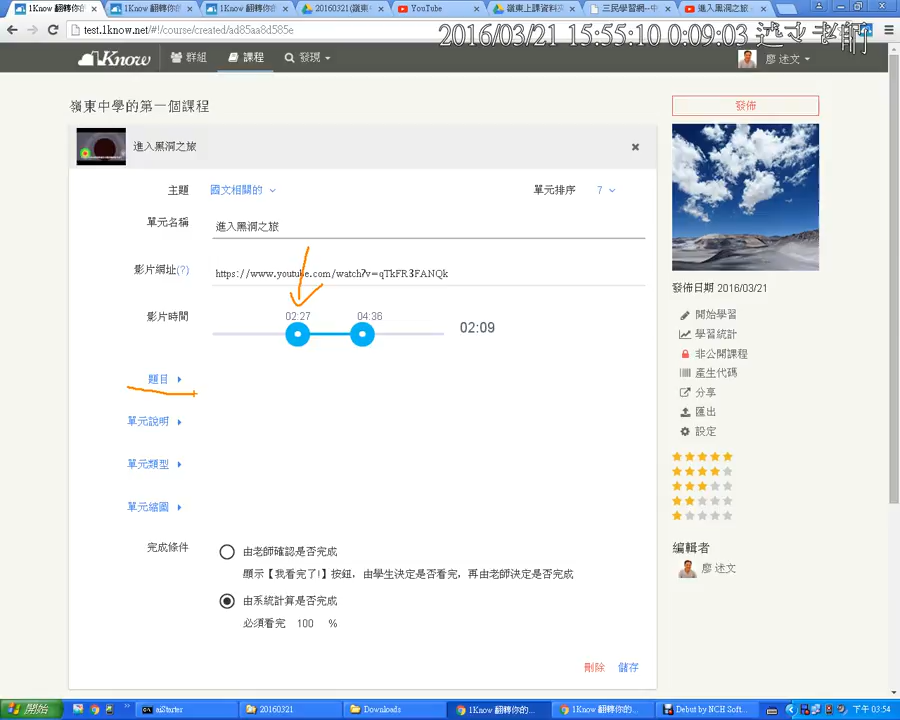 1Know 翻轉你的
1Know 翻轉你的
1Know 翻轉你
20160321(嶺東
YouTube
嶺東上課資料
三民學習網--中
進入黑洞之旅
test.1know.net/#!/course/created/ad85aa8d585e
2016/03/21 15:55:10 0:09:03
1Know
群組
課程
發現
廖 述文
嶺東中學的第一個課程
發佈
進入黑洞之旅
主題 國文相關的
單元排序 7
單元名稱 進入黑洞之旅
影片網址(?) https://www.youtube.com/watch?v=qTkFR3FANQk
影片時間 02:27 04:36 02:09
題目
單元說明
單元類型
單元縮圖
完成條件 由老師確認是否完成
顯示【我看完了!】按鈕，由學生決定是否看完，再由老師決定是否完成
由系統計算是否完成
必須看完 100 %
刪除 儲存
發佈日期 2016/03/21
開始學習
學習統計
非公開課程
產生代碼
分享
匯出
設定
編輯者
廖 述文
開始
aiStarter
20160321
Downloads
1Know 翻轉你的...
1Know 翻轉你的...
Debut by NCH Soft...
下午 03:54